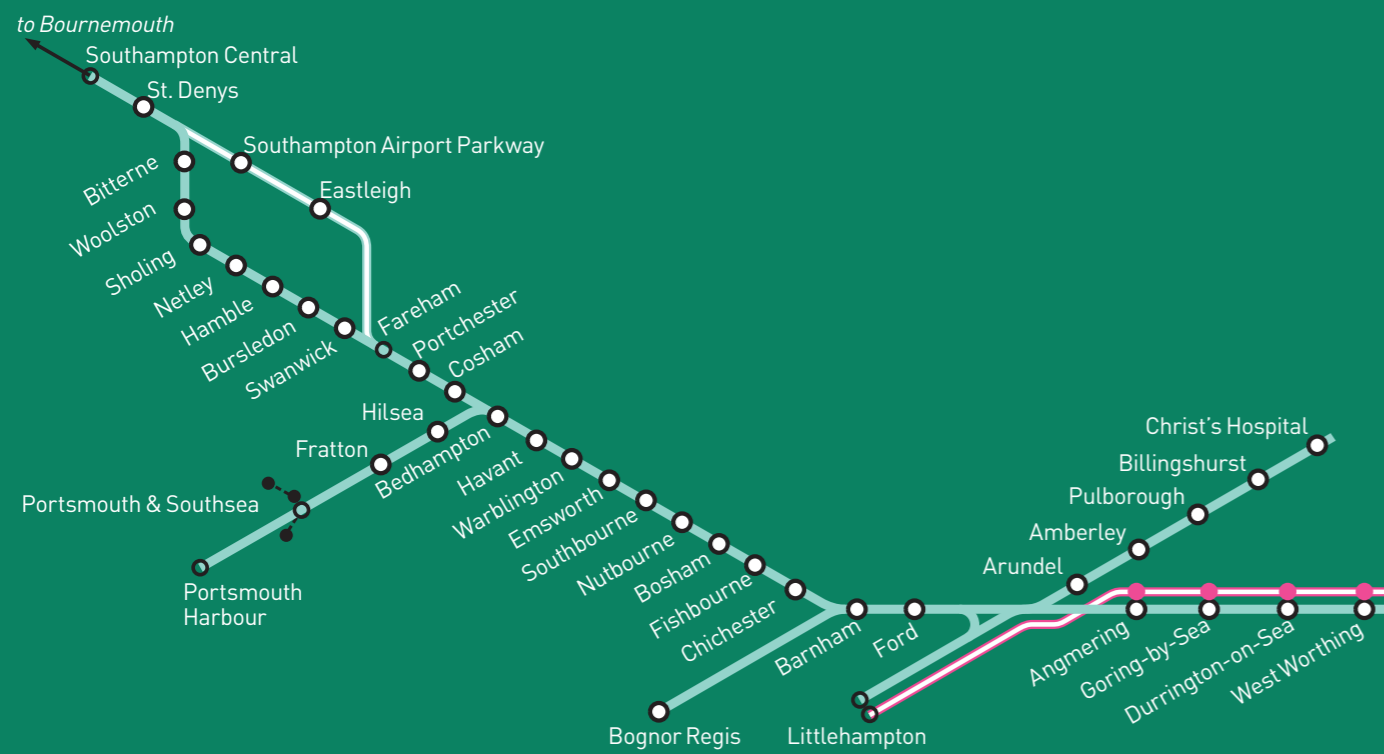 to Bournemouth
Southampton Central
St. Denys
Southampton Airport Parkway
Eastleigh
Bitterne
Woolston
Sholing
Netley
Hamble
Bursledon
Swanwick
Fareham
Portchester
Cosham
Hilsea
Fratton
Portsmouth & Southsea
Portsmouth
Harbour
Bedhampton
Havant
Warblington
Emsworth
Southbourne
Nutbourne
Bosham
Fishbourne
Chichester
Barnham
Ford
Bognor Regis
Littlehampton
Christ's Hospital
Billingshurst
Pulborough
Amberley
Arundel
Angmering
Goring-by-Sea
Durrington-on-Sea
West Worthing